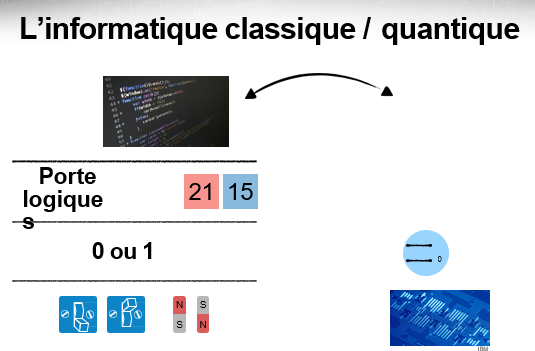 L’informatique classique / quantique
Porte
logique
s
21 15
0 ou 1
0
N S
S N
IBM